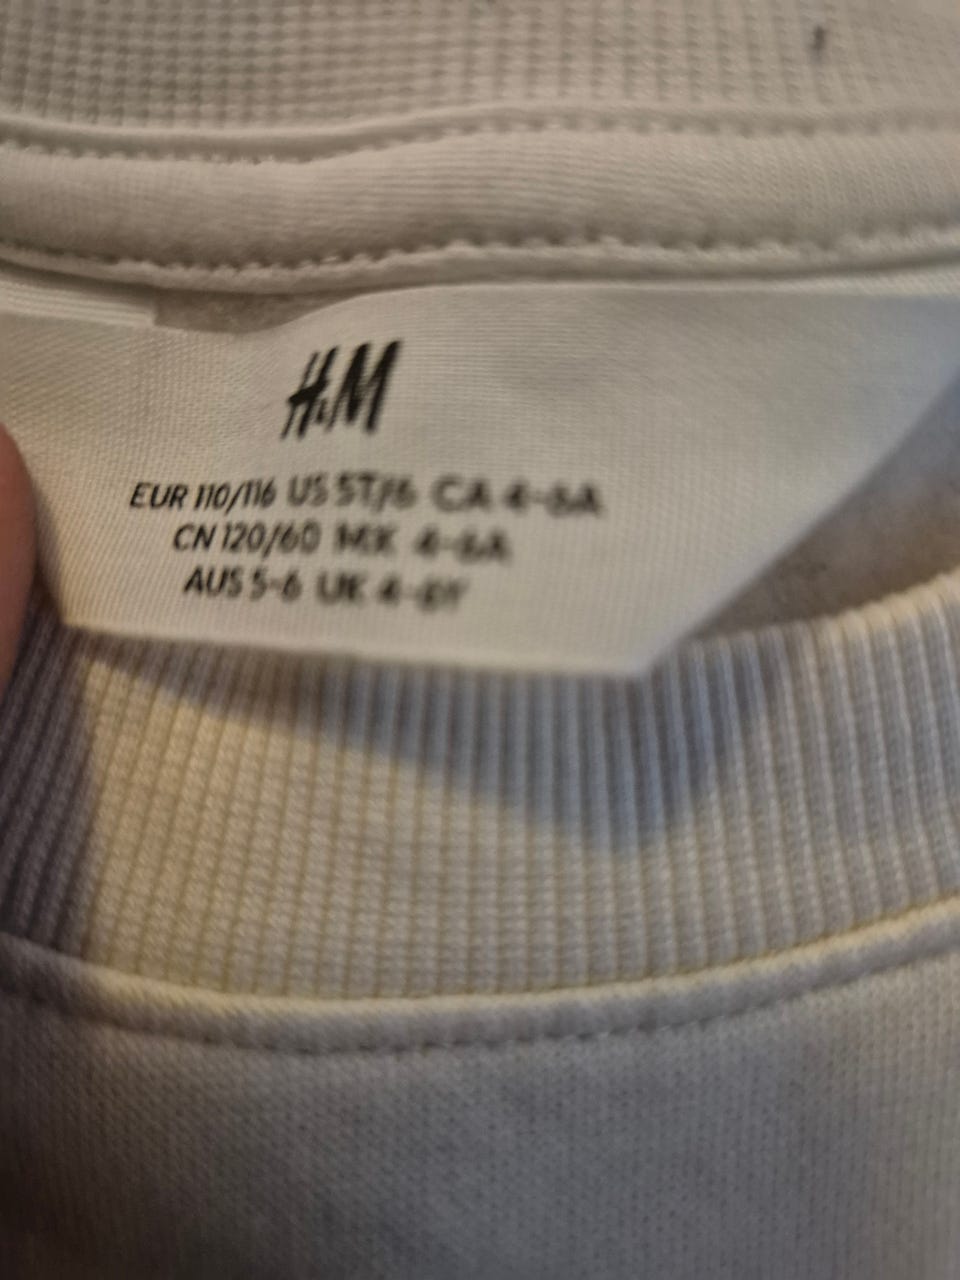 H&M
EUR 110/116 US 5T/6 CA 4-6A
CN 120/60 MX 4-6A
AUS 5-6 UK 4-6Y